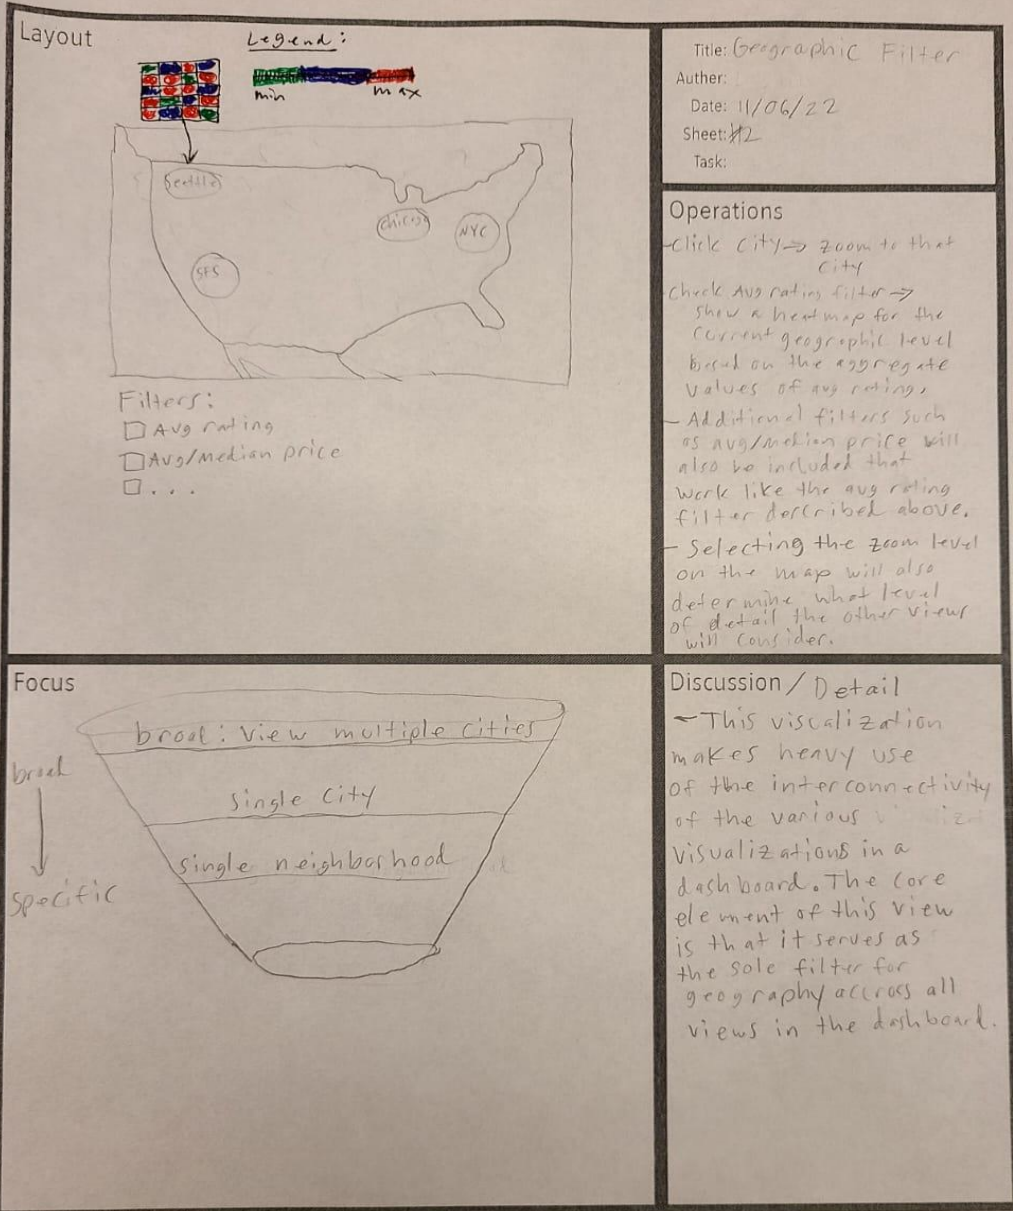 Layout
Legend:
min
max
Seattle
Chicago
NYC
SFS
Filters:
Avg rating
Avg/Median price
...
Title: Geographic Filter
Auther:
Date: 11/06/22
Sheet: #2
Task:
Operations
-Click City => zoom to that
City
-Check Avg rating filter =>
show a heatmap for the
current geographic level
based on the aggregate
values of avg rating.
- Additional filters such
as avg/median price will
also be included that
work like the avg rating
filter described above.
- Selecting the zoom level
on the map will also
determine what level
of detail the other views
will consider.
Focus
broad
specific
broad: view multiple cities
Single City
Single neighborhood
Discussion / Detail
- This viscalization
makes heavy use
of the interconnectivity
of the various
visualizations in a
dashboard. The core
element of this view
is that it serves as
the sole filter for
geography accross all
views in the dashboard.